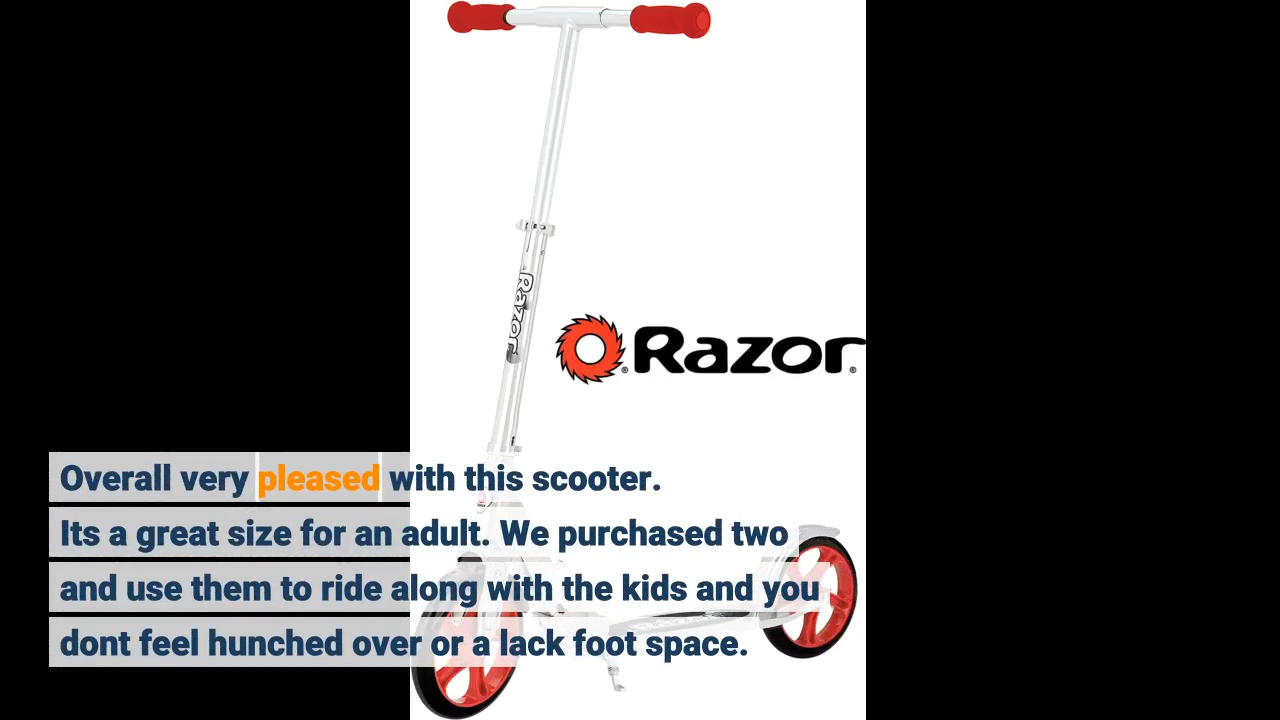 Razor
Razor
Overall very pleased with this scooter.
Its a great size for an adult. We purchased two
and use them to ride along with the kids and you
dont feel hunched over or a lack foot space.